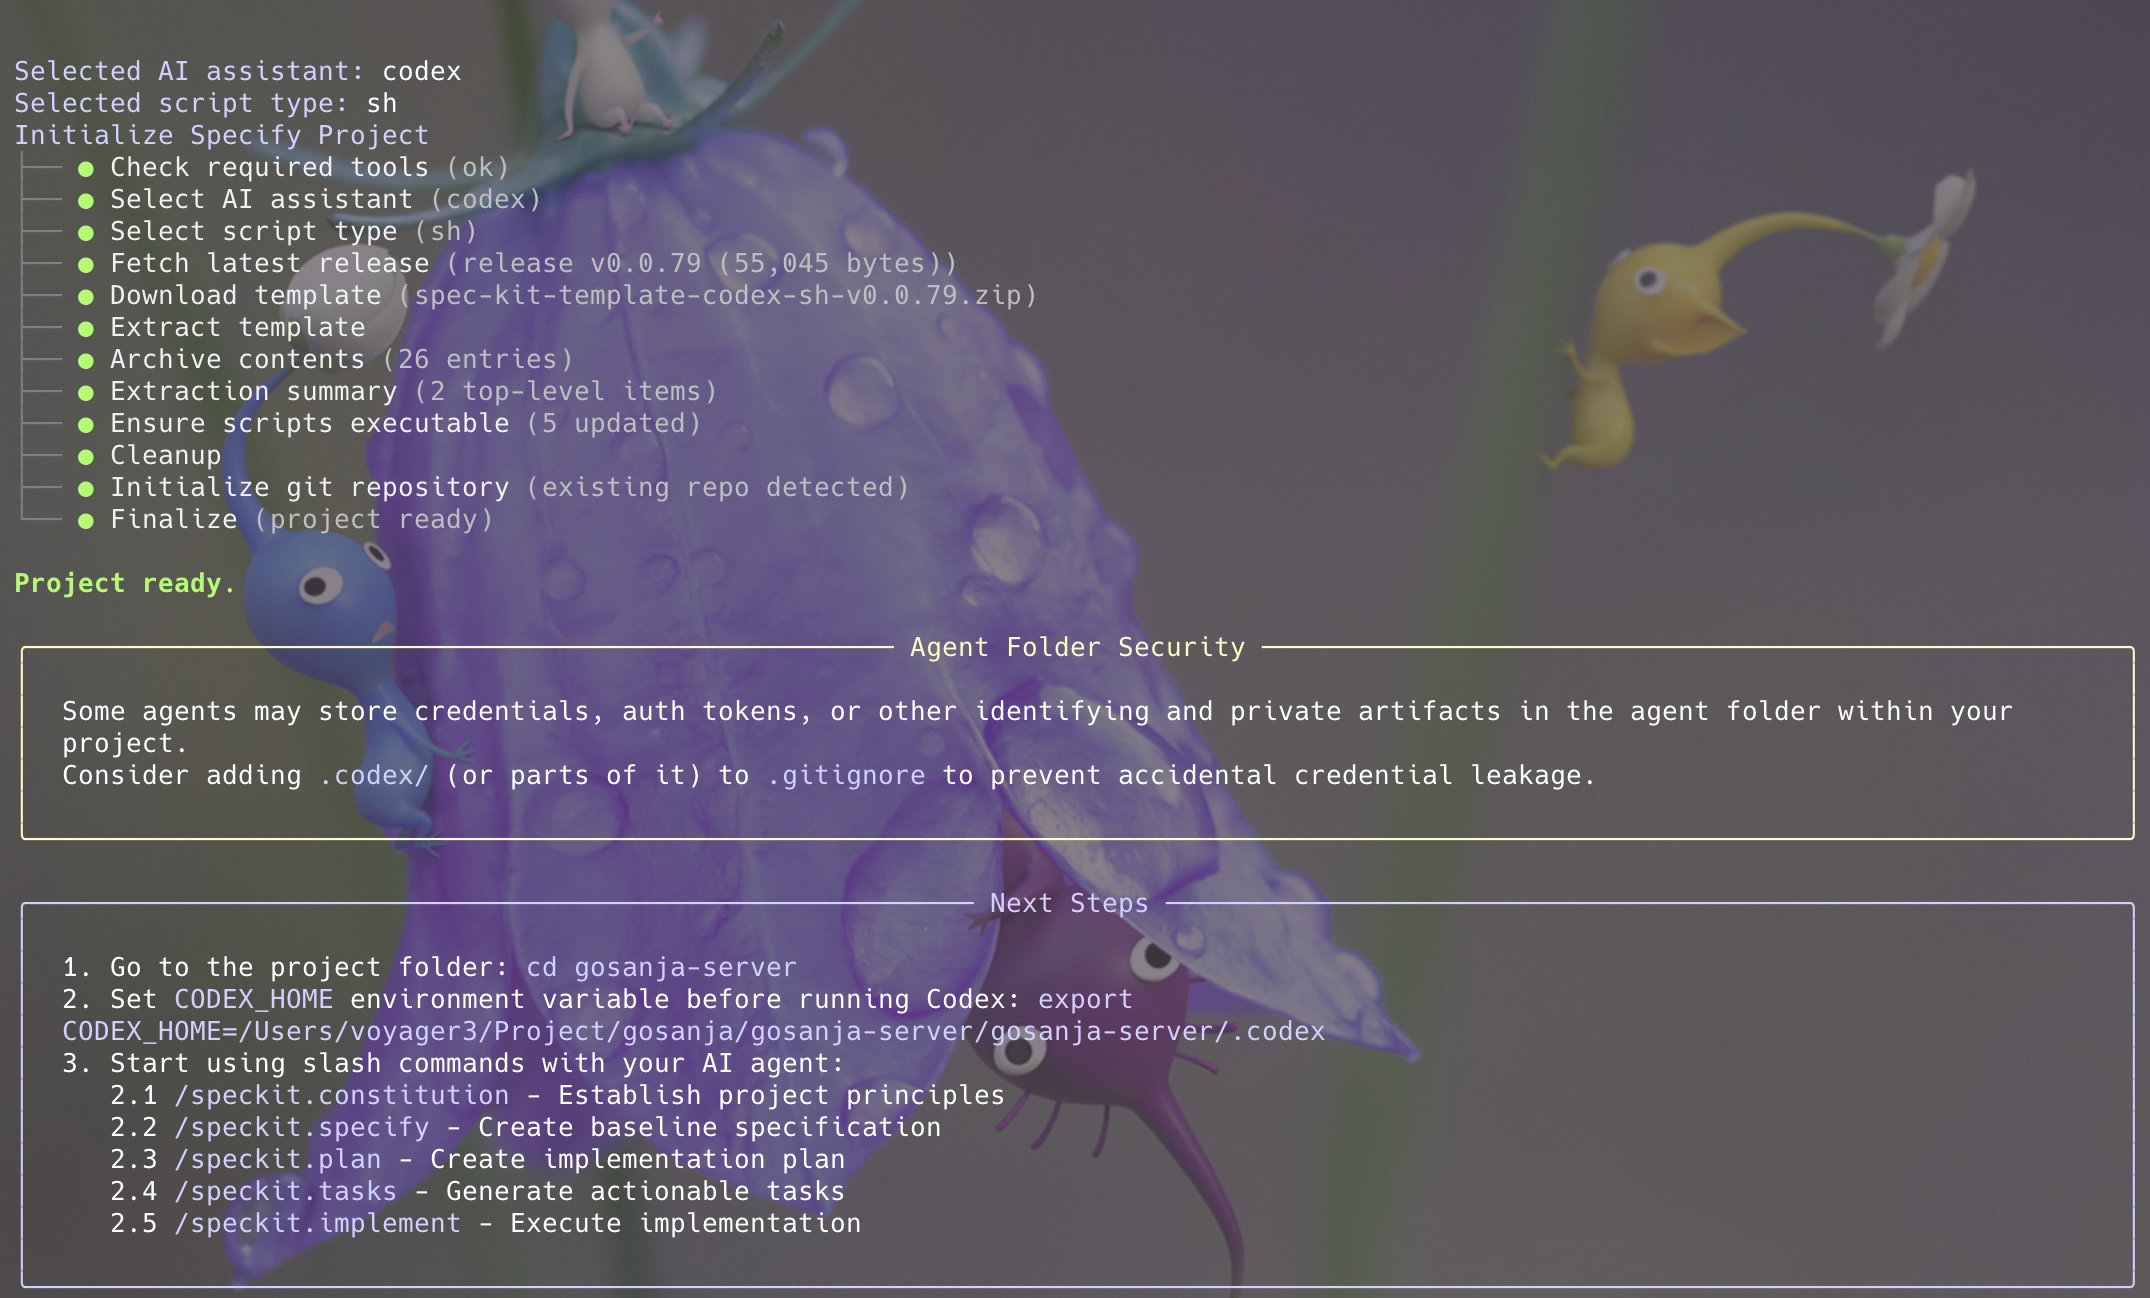 Selected AI assistant: codex
Selected script type: sh
Initialize Specify Project
├── ● Check required tools (ok)
├── ● Select AI assistant (codex)
├── ● Select script type (sh)
├── ● Fetch latest release (release v0.0.79 (55,045 bytes))
├── ● Download template (spec-kit-template-codex-sh-v0.0.79.zip)
├── ● Extract template
├── ● Archive contents (26 entries)
├── ● Extraction summary (2 top-level items)
├── ● Ensure scripts executable (5 updated)
├── ● Cleanup
├── ● Initialize git repository (existing repo detected)
└── ● Finalize (project ready)
Project ready.
Agent Folder Security
Some agents may store credentials, auth tokens, or other identifying and private artifacts in the agent folder within your
project.
Consider adding .codex/ (or parts of it) to .gitignore to prevent accidental credential leakage.
Next Steps
1. Go to the project folder: cd gosanja-server
2. Set CODEX_HOME environment variable before running Codex: export
CODEX_HOME=/Users/voyager3/Project/gosanja/gosanja-server/gosanja-server/.codex
3. Start using slash commands with your AI agent:
2.1 /speckit.constitution - Establish project principles
2.2 /speckit.specify - Create baseline specification
2.3 /speckit.plan - Create implementation plan
2.4 /speckit.tasks - Generate actionable tasks
2.5 /speckit.implement - Execute implementation